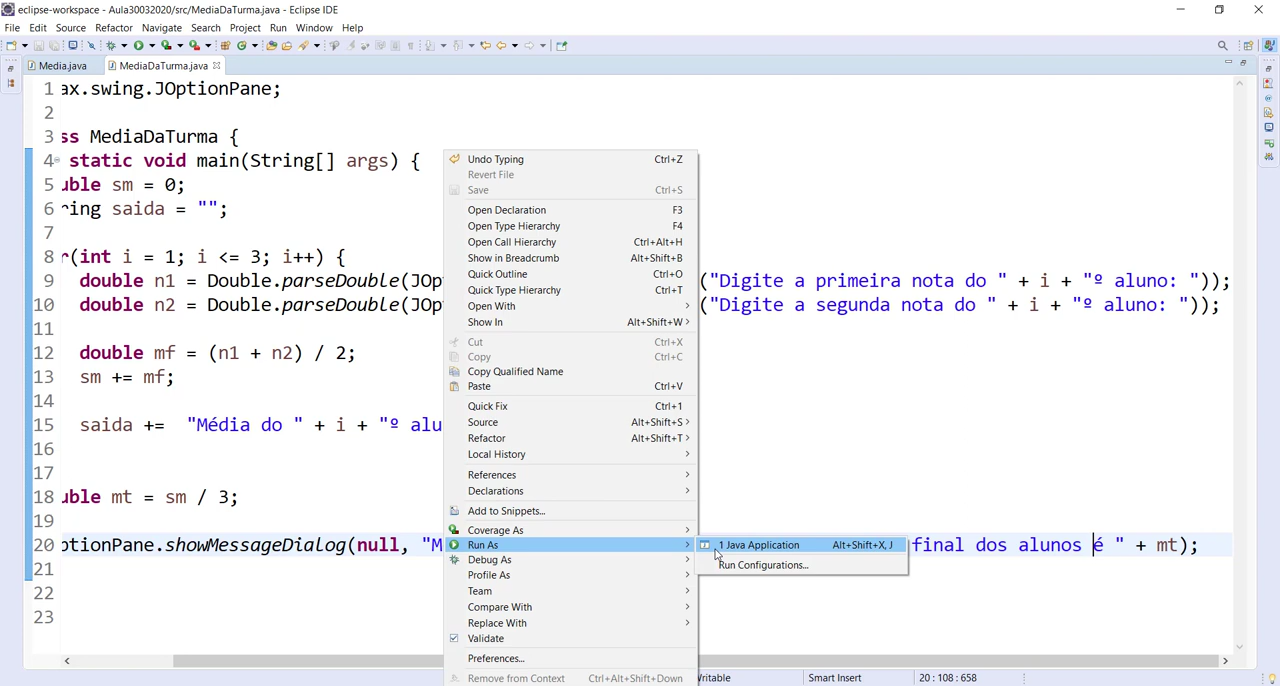 eclipse-workspace - Aula30032020/src/MediaDaTurma.java - Eclipse IDE
File Edit Source Refactor Navigate Search Project Run Window Help
Media.java MediaDaTurma.java
1 ax.swing.JOptionPane;
2
3 ss MediaDaTurma {
4 static void main(String[] args) {
5 uble sm = 0;
6 ring saida = "";
7
8 r(int i = 1; i <= 3; i++) {
9 double n1 = Double.parseDouble(JOp ("Digite a primeira nota do " + i + "º aluno: "));
10 double n2 = Double.parseDouble(JOp ("Digite a segunda nota do " + i + "º aluno: "));
11
12 double mf = (n1 + n2) / 2;
13 sm += mf;
14
15 saida += "Média do " + i + "º alu
16
17
18 uble mt = sm / 3;
19
20 ptionPane.showMessageDialog(null, "M final dos alunos é " + mt);
21
22
23
Undo Typing Ctrl+Z
Revert File
Save Ctrl+S
Open Declaration F3
Open Type Hierarchy F4
Open Call Hierarchy Ctrl+Alt+H
Show in Breadcrumb Alt+Shift+B
Quick Outline Ctrl+O
Quick Type Hierarchy Ctrl+T
Open With
Show In Alt+Shift+W
Cut Ctrl+X
Copy Ctrl+C
Copy Qualified Name
Paste Ctrl+V
Quick Fix Ctrl+1
Source Alt+Shift+S
Refactor Alt+Shift+T
Local History
References
Declarations
Add to Snippets...
Coverage As
Run As
Debug As
Profile As
Team
Compare With
Replace With
Validate
Preferences...
Remove from Context Ctrl+Alt+Shift+Down
1 Java Application Alt+Shift+X, J
Run Configurations...
Writable Smart Insert 20 : 108 : 658